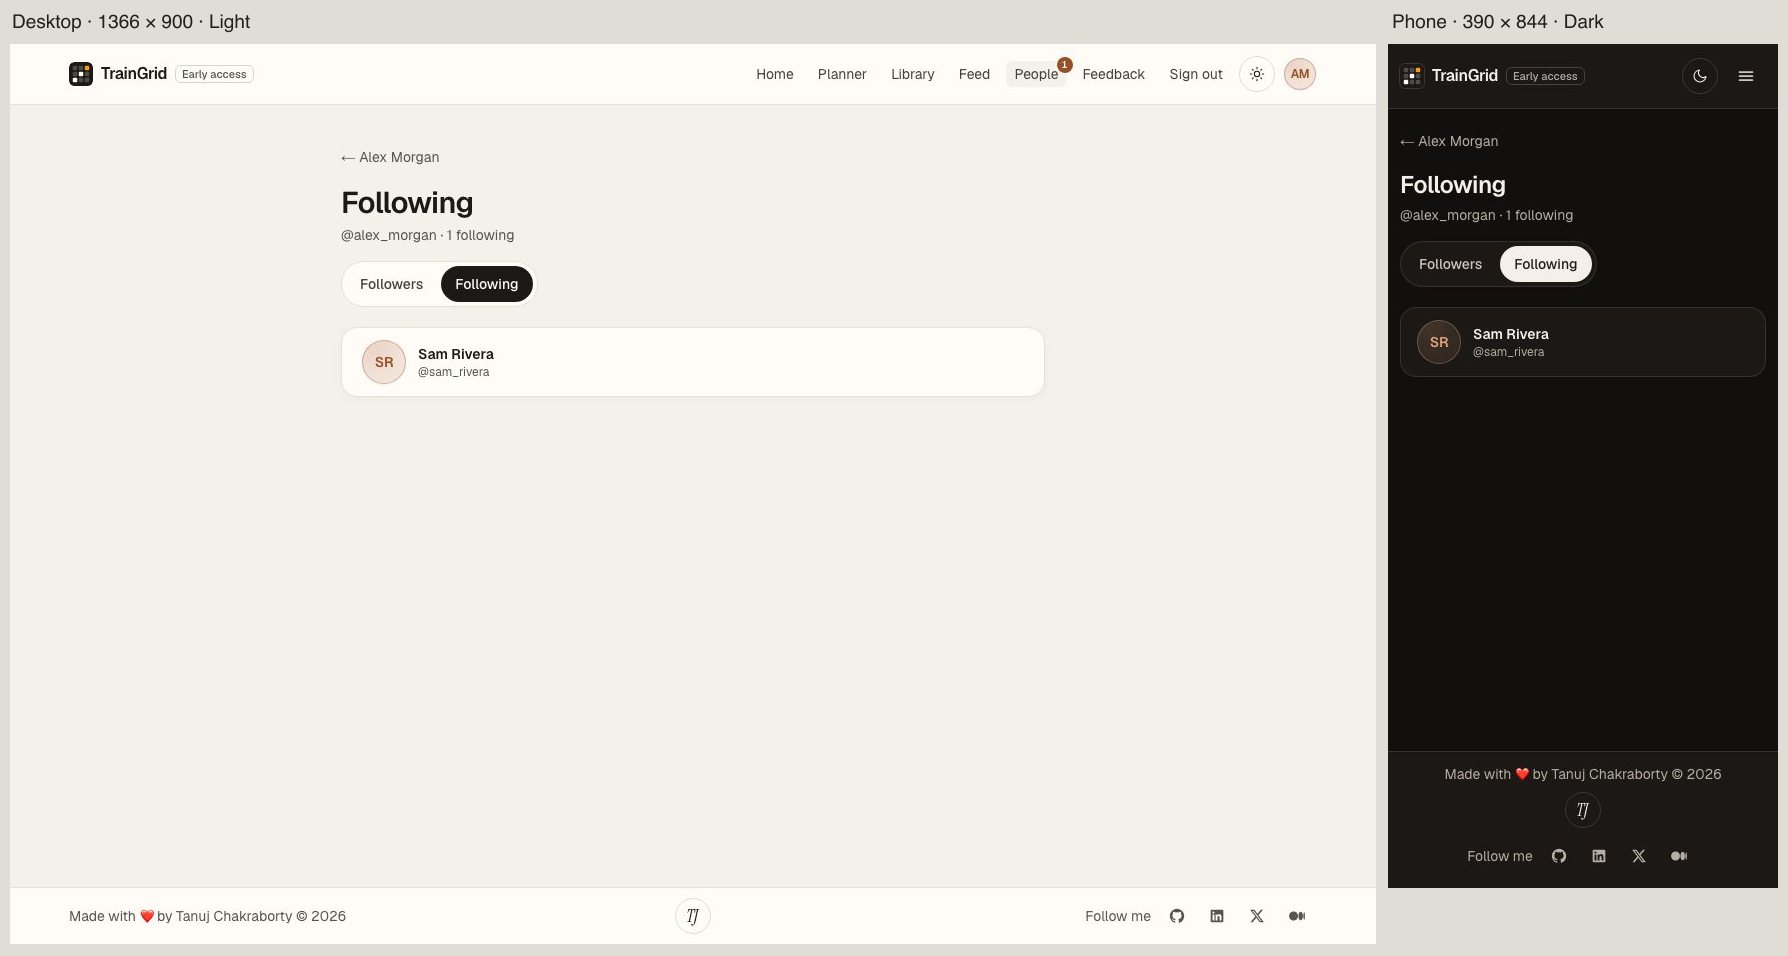 Desktop · 1366 × 900 · Light
TrainGrid Early access Home Planner Library Feed People 1 Feedback Sign out AM
← Alex Morgan
Following
@alex_morgan · 1 following
Followers Following
SR Sam Rivera
@sam_rivera
Made with ❤️ by Tanuj Chakraborty © 2026 TJ Follow me
Phone · 390 × 844 · Dark
TrainGrid Early access
← Alex Morgan
Following
@alex_morgan · 1 following
Followers Following
SR Sam Rivera
@sam_rivera
Made with ❤️ by Tanuj Chakraborty © 2026
TJ
Follow me